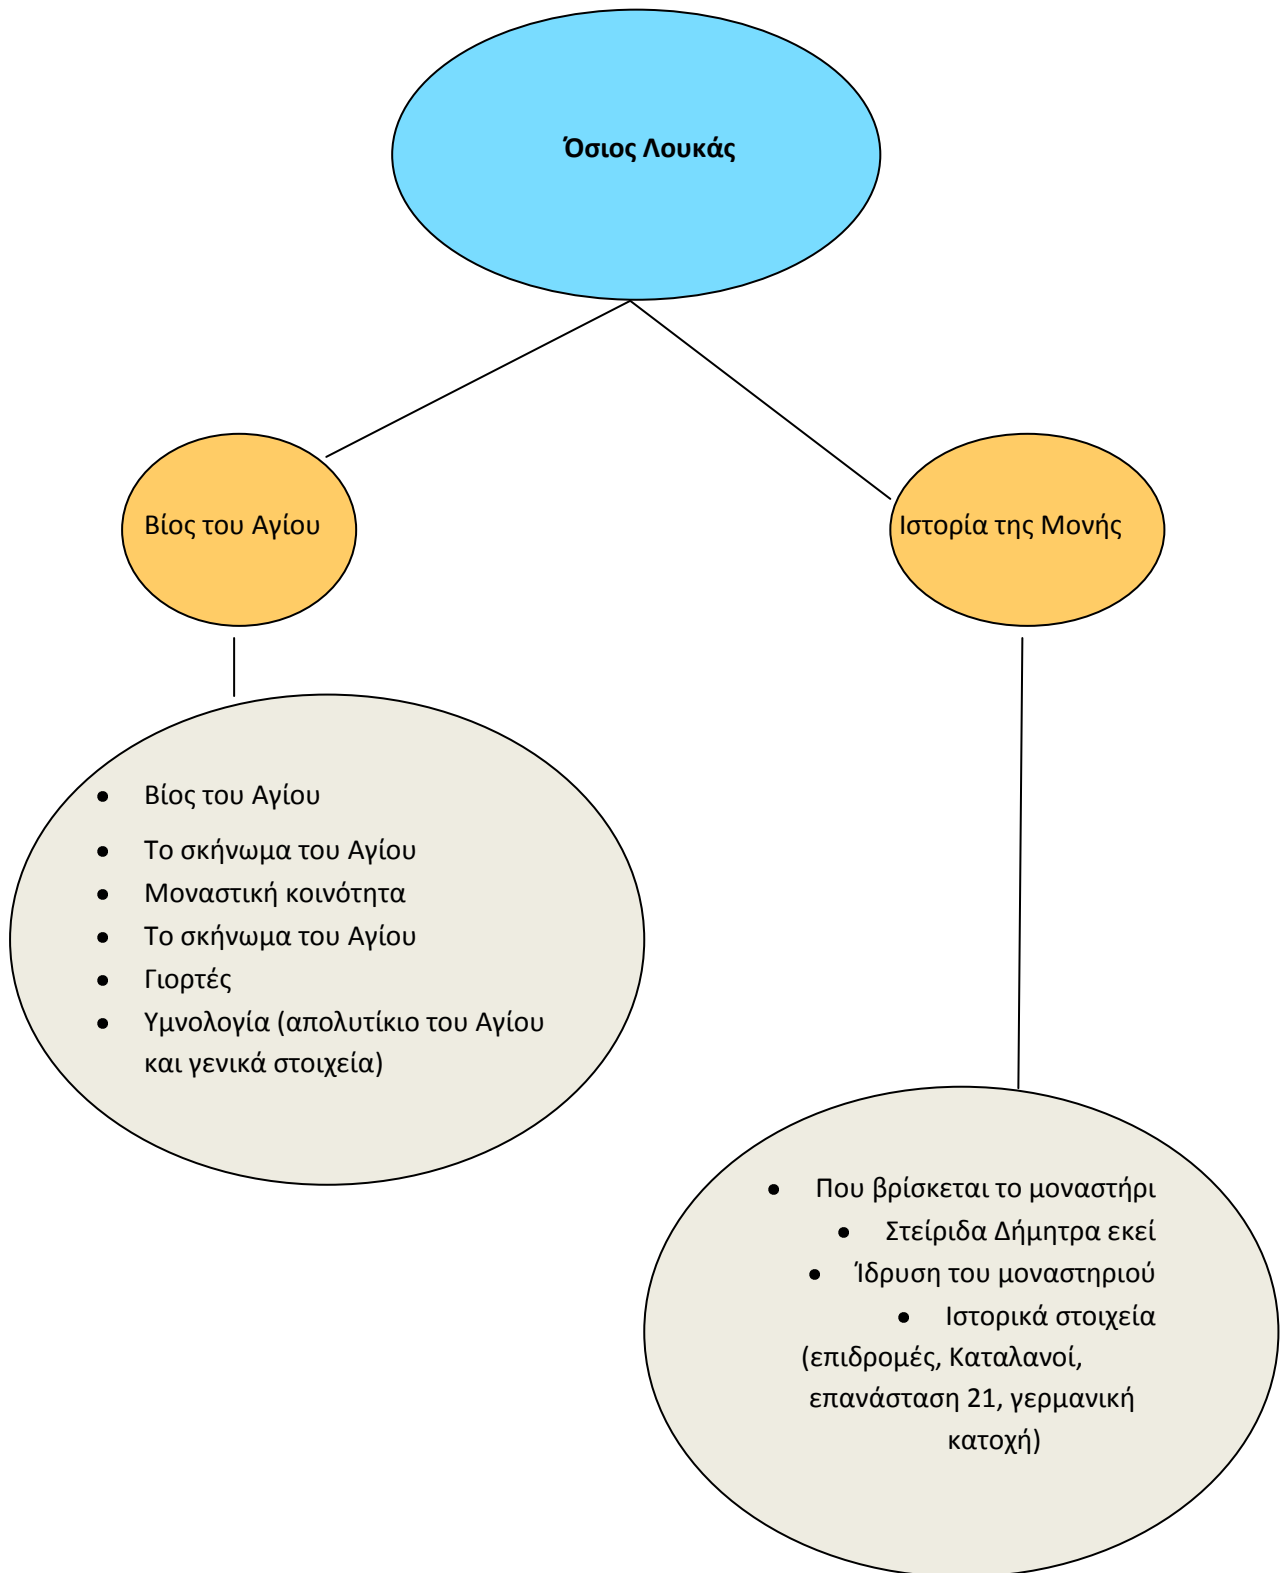 Όσιος Λουκάς
Βίος του Αγίου
Ιστορία της Μονής
• Βίος του Αγίου
• Το σκήνωμα του Αγίου
• Μοναστική κοινότητα
• Το σκήνωμα του Αγίου
• Γιορτές
• Υμνολογία (απολυτίκιο του Αγίου
και γενικά στοιχεία)
• Που βρίσκεται το μοναστήρι
• Στείριδα Δήμητρα εκεί
• Ίδρυση του μοναστηριού
• Ιστορικά στοιχεία
(επιδρομές, Καταλανοί,
επανάσταση 21, γερμανική
κατοχή)